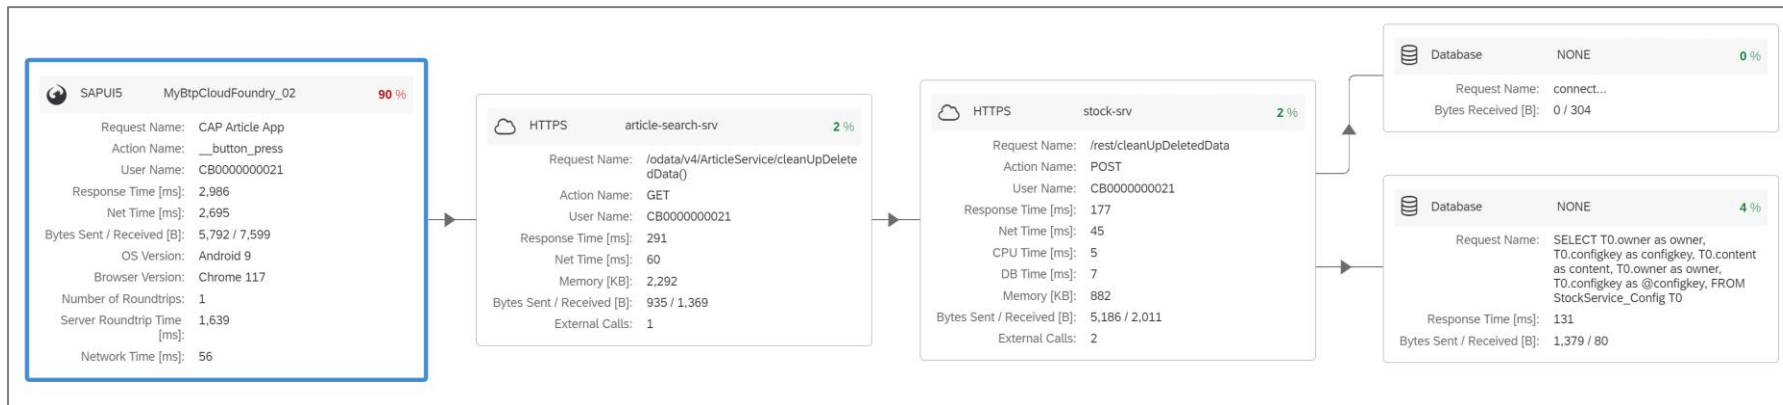 SAPUI5 MyBtpCloudFoundry_02 90 %
Request Name: CAP Article App
Action Name: __button_press
User Name: CB0000000021
Response Time [ms]: 2,986
Net Time [ms]: 2,695
Bytes Sent / Received [B]: 5,792 / 7,599
OS Version: Android 9
Browser Version: Chrome 117
Number of Roundtrips: 1
Server Roundtrip Time 1,639
[ms]:
Network Time [ms]: 56
HTTPS article-search-srv 2 %
Request Name: /odata/v4/ArticleService/cleanUpDelete
dData()
Action Name: GET
User Name: CB0000000021
Response Time [ms]: 291
Net Time [ms]: 60
Memory [KB]: 2,292
Bytes Sent / Received [B]: 935 / 1,369
External Calls: 1
HTTPS stock-srv 2 %
Request Name: /rest/cleanUpDeletedData
Action Name: POST
User Name: CB0000000021
Response Time [ms]: 177
Net Time [ms]: 45
CPU Time [ms]: 5
DB Time [ms]: 7
Memory [KB]: 882
Bytes Sent / Received [B]: 5,186 / 2,011
External Calls: 2
Database NONE 0 %
Request Name: connect...
Bytes Received [B]: 0 / 304
Database NONE 4 %
Request Name: SELECT T0.owner as owner,
T0.configkey as configkey, T0.content
as content, T0.owner as owner,
T0.configkey as @configkey, FROM
StockService_Config T0
Response Time [ms]: 131
Bytes Sent / Received [B]: 1,379 / 80